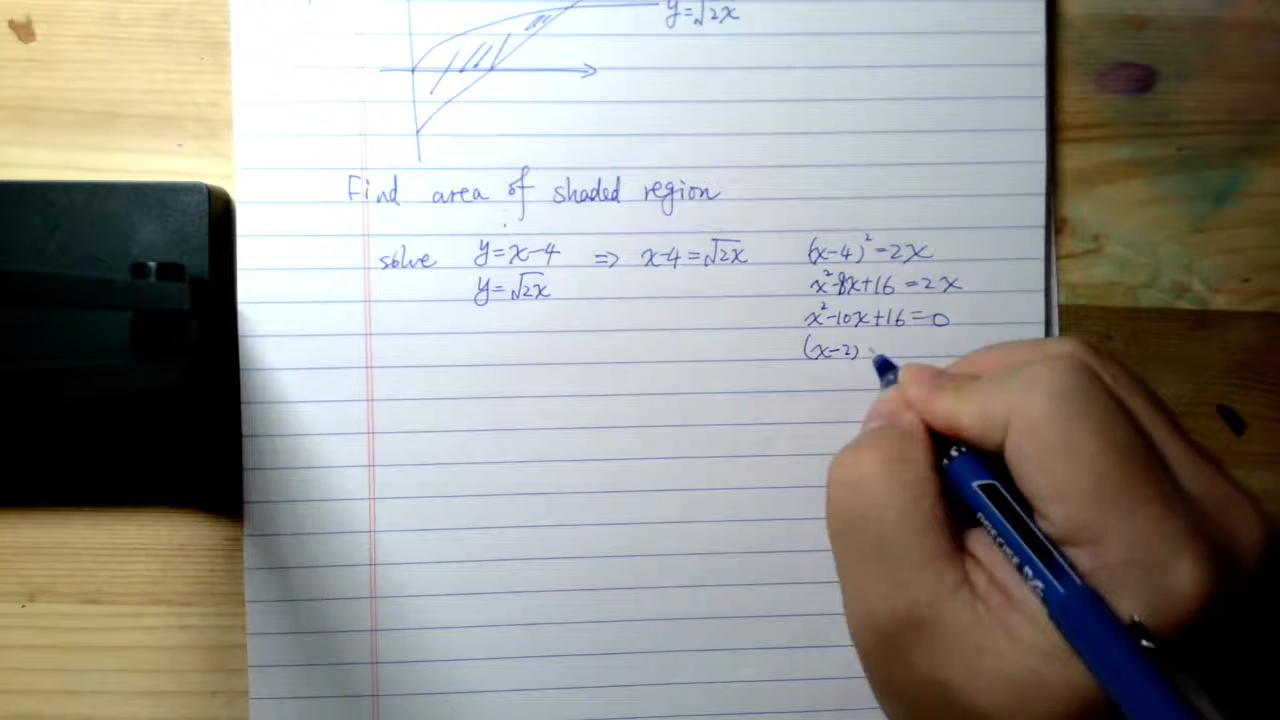 y=√2x
Find area of shaded region
solve y=x-4 ⇒ x-4=√2x (x-4)²=2x
y=√2x x²-8x+16=2x
x²-10x+16=0
(x-2)
PRECISE